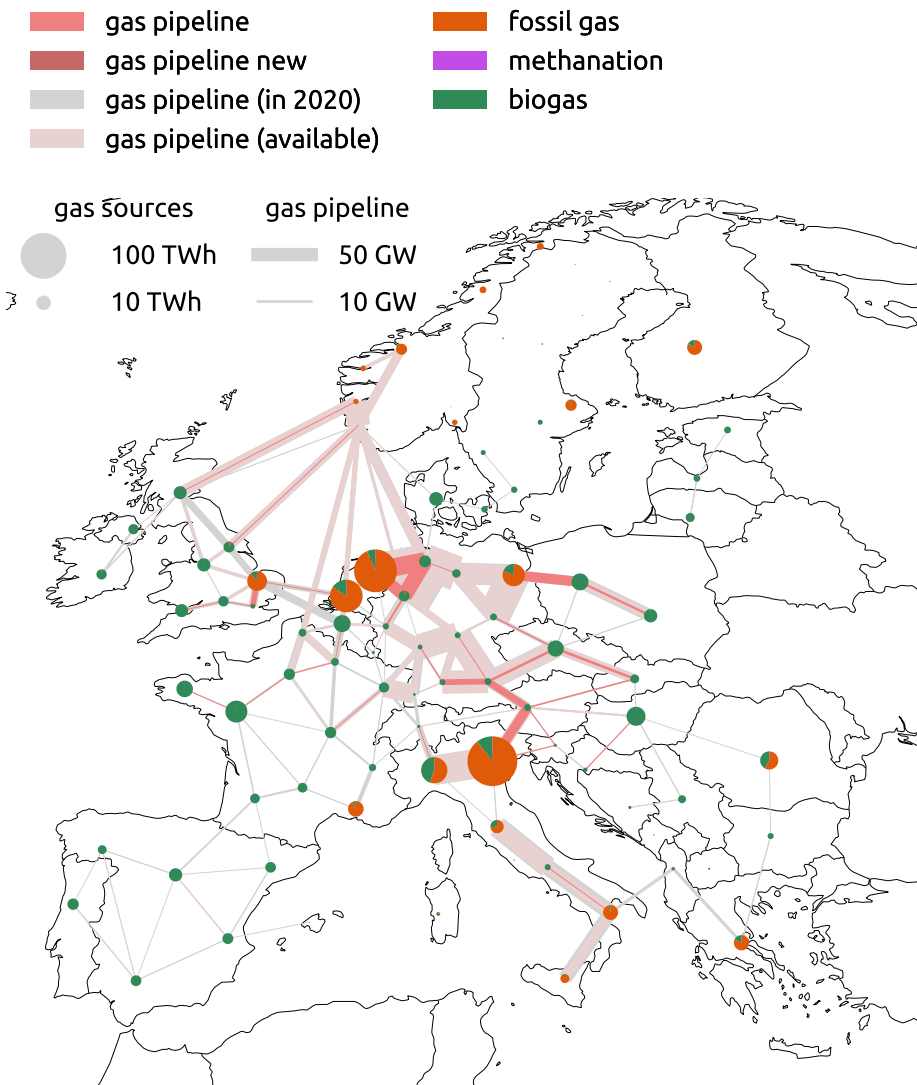 gas pipeline
gas pipeline new
gas pipeline (in 2020)
gas pipeline (available)
fossil gas
methanation
biogas
gas sources
100 TWh
10 TWh
gas pipeline
50 GW
10 GW